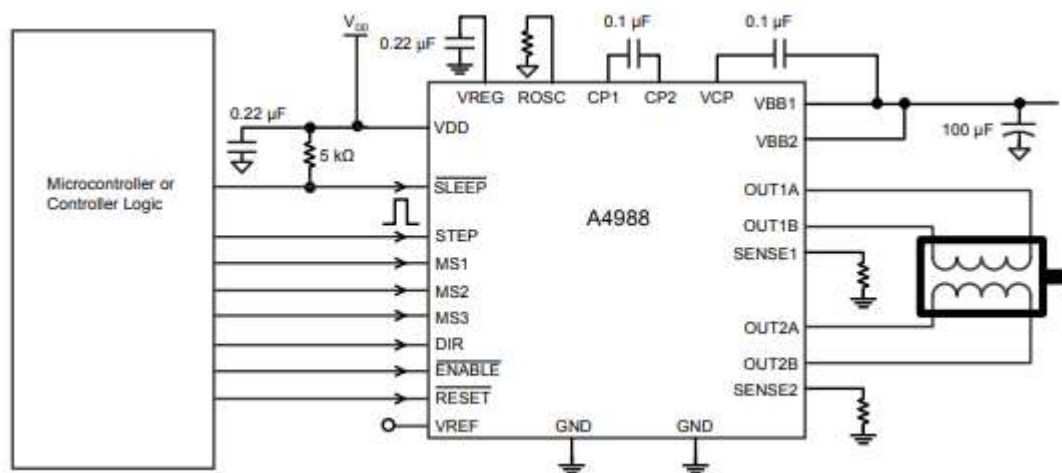 V_DD
0.22 µF
0.1 µF
0.1 µF
VREG
ROSC
CP1
CP2
VCP
VBB1
0.22 µF
VDD
100 µF
VBB2
5 kΩ
Microcontroller or
Controller Logic
SLEEP
OUT1A
A4988
OUT1B
STEP
SENSE1
MS1
MS2
MS3
OUT2A
DIR
OUT2B
ENABLE
SENSE2
RESET
VREF
GND
GND